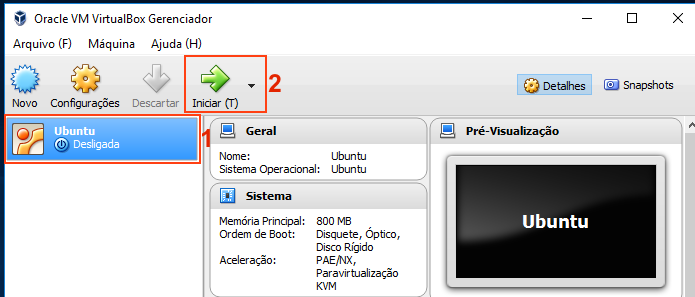 Oracle VM VirtualBox Gerenciador
Arquivo (F) Máquina Ajuda (H)
Novo Configurações Descartar Iniciar (T) 2 Detalhes Snapshots
Ubuntu
Desligada
1
Geral
Nome: Ubuntu
Sistema Operacional: Ubuntu
Sistema
Memória Principal: 800 MB
Ordem de Boot: Disquete, Óptico,
Disco Rígido
Aceleração: PAE/NX,
Paravirtualização
KVM
Pré-Visualização
Ubuntu